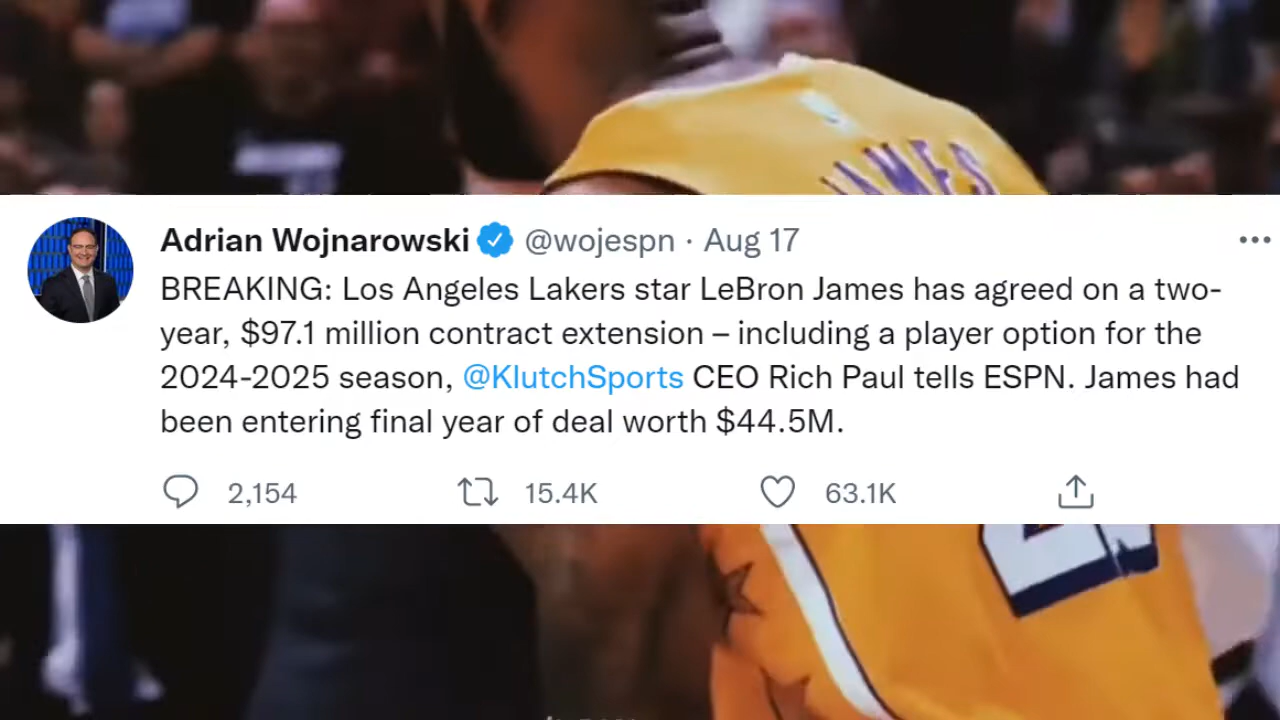 JAMES
Adrian Wojnarowski @wojespn · Aug 17
BREAKING: Los Angeles Lakers star LeBron James has agreed on a two-
year, $97.1 million contract extension – including a player option for the
2024-2025 season, @KlutchSports CEO Rich Paul tells ESPN. James had
been entering final year of deal worth $44.5M.
2,154 15.4K 63.1K